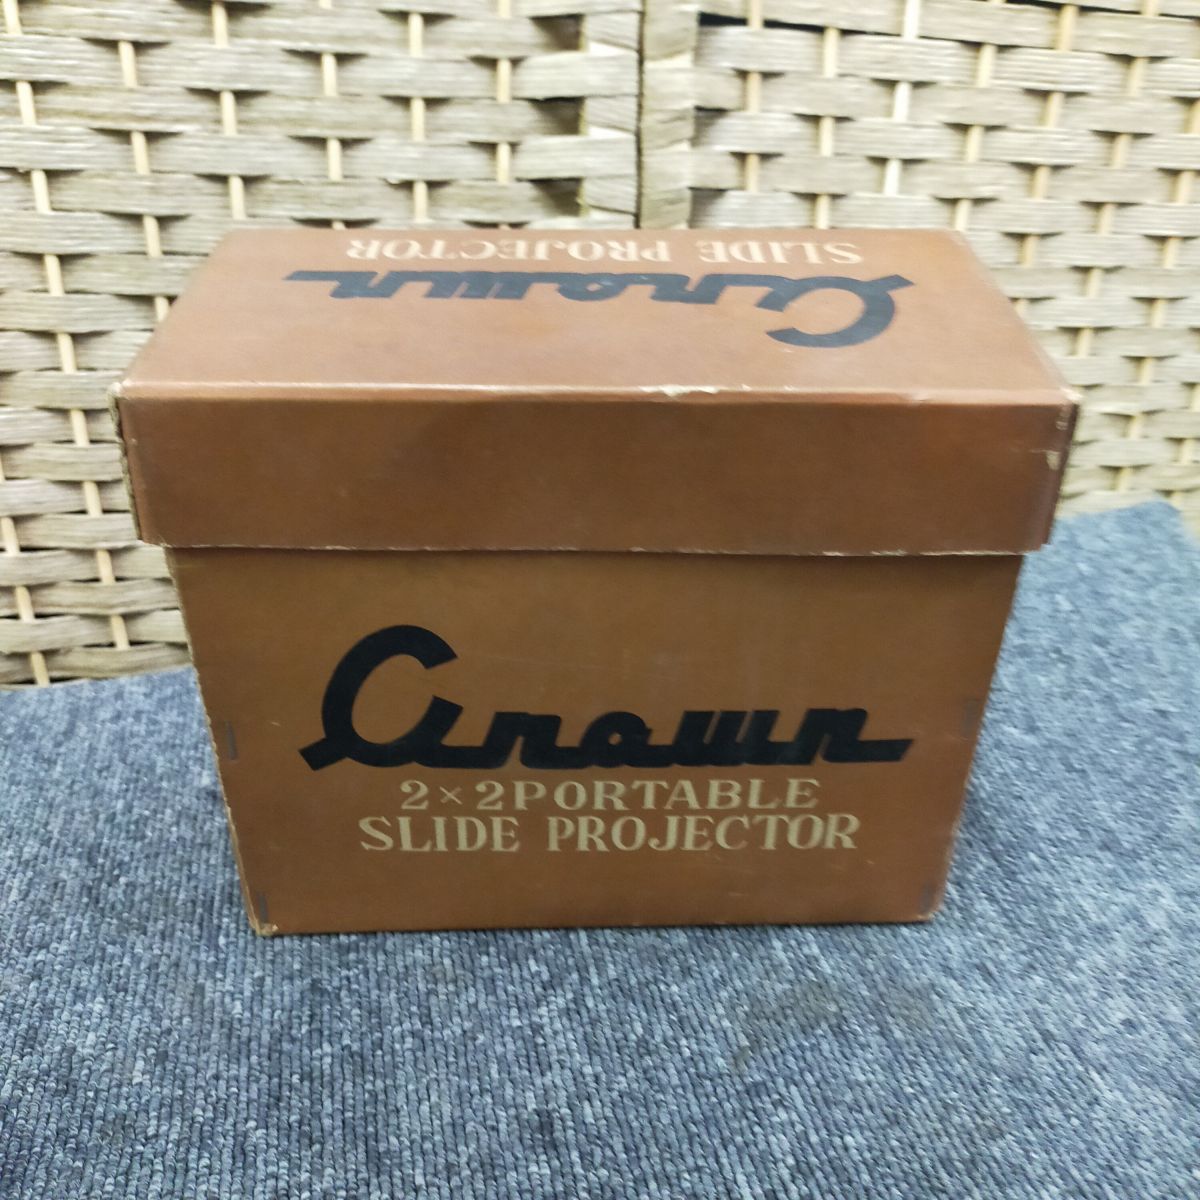 SLIDE PROJECTOR
Crown
Crown
2×2PORTABLE
SLIDE PROJECTOR